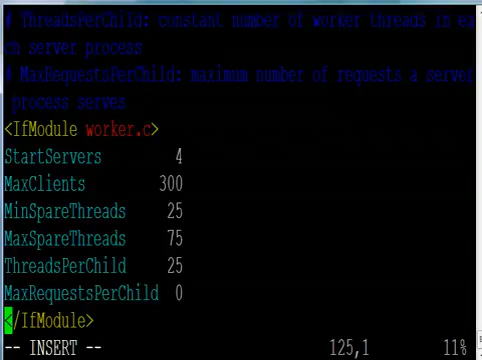 # ThreadsPerChild: constant number of worker threads in ea
ch server process
# MaxRequestsPerChild: maximum number of requests a server
 process serves
<IfModule worker.c>
StartServers         4
MaxClients         300
MinSpareThreads     25
MaxSpareThreads     75
ThreadsPerChild     25
MaxRequestsPerChild  0
</IfModule>
-- INSERT --                              125,1         11%